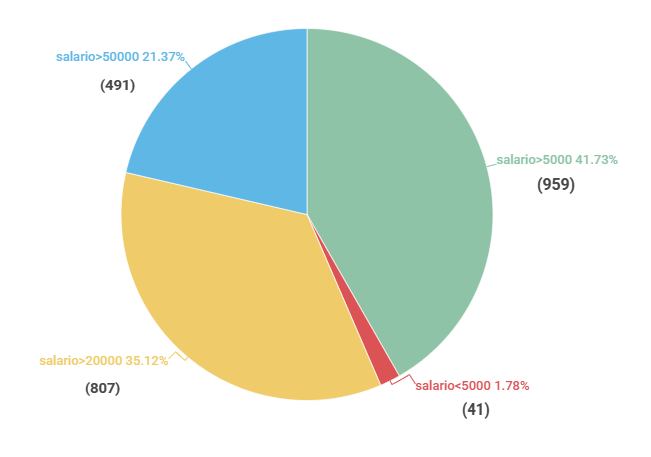 salario>50000 21.37%
(491)
salario>5000 41.73%
(959)
salario>20000 35.12%
(807)
salario<5000 1.78%
(41)